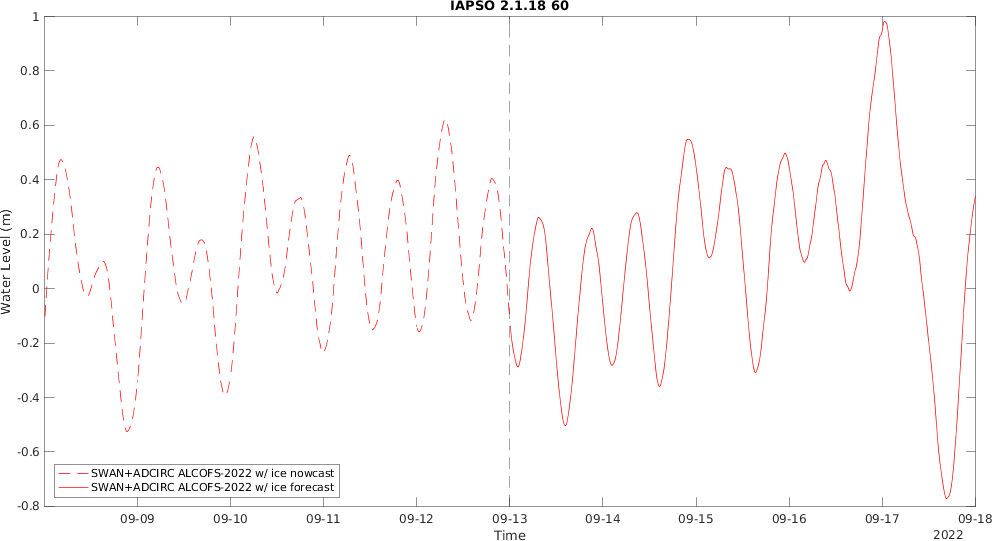 IAPSO 2.1.18 60
Water Level (m)
1
0.8
0.6
0.4
0.2
0
-0.2
-0.4
-0.6
-0.8
SWAN+ADCIRC ALCOFS-2022 w/ ice nowcast
SWAN+ADCIRC ALCOFS-2022 w/ ice forecast
09-09 09-10 09-11 09-12 09-13 09-14 09-15 09-16 09-17 09-18
Time
2022